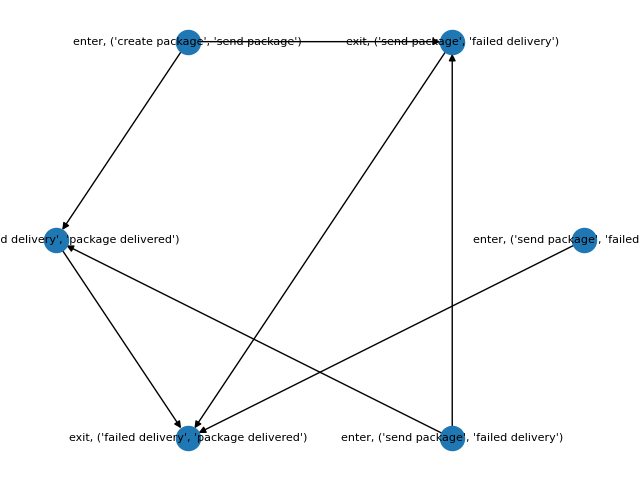 enter, ('create package', 'send package')
exit, ('send package', 'failed delivery')
d delivery', 'package delivered')
enter, ('send package', 'failed
exit, ('failed delivery', 'package delivered')
enter, ('send package', 'failed delivery')